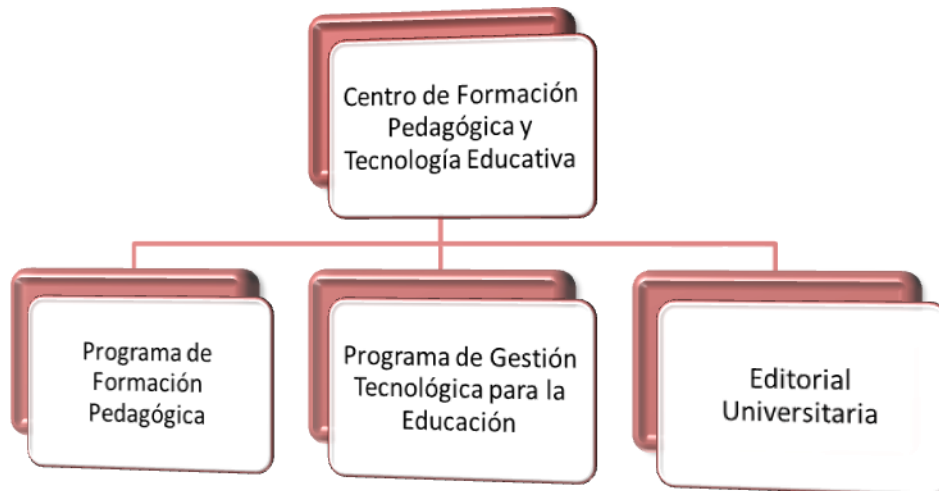 Centro de Formación
Pedagógica y
Tecnología Educativa
Programa de
Formación
Pedagógica
Programa de Gestión
Tecnológica para la
Educación
Editorial
Universitaria